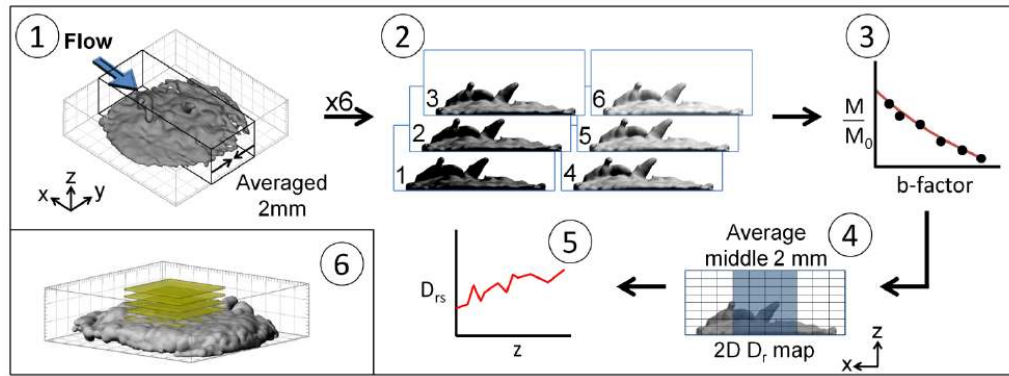 1
Flow
x
z
y
Averaged
2mm
x6
2
3
2
1
6
5
4
3
M
M₀
b-factor
4
Average
middle 2 mm
2D Dᵣ map
x
z
5
Dᵣₛ
z
6